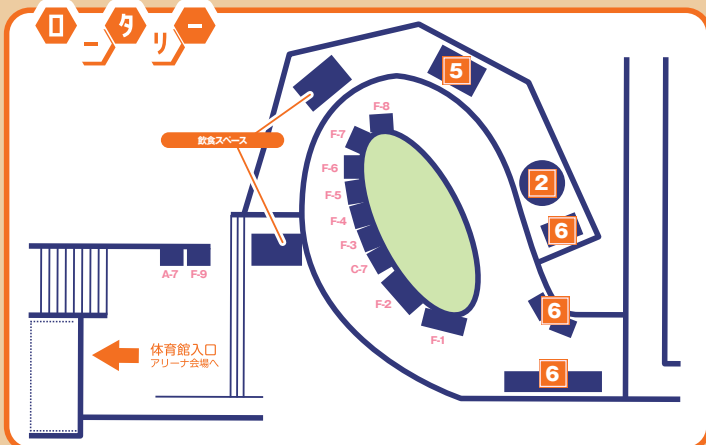 ロータリー
5
F-8
F-7
飲食スペース
F-6
2
F-5
F-4
6
F-3
C-7
A-7 F-9
F-2
6
F-1
体育館入口
アリーナ会場へ
6